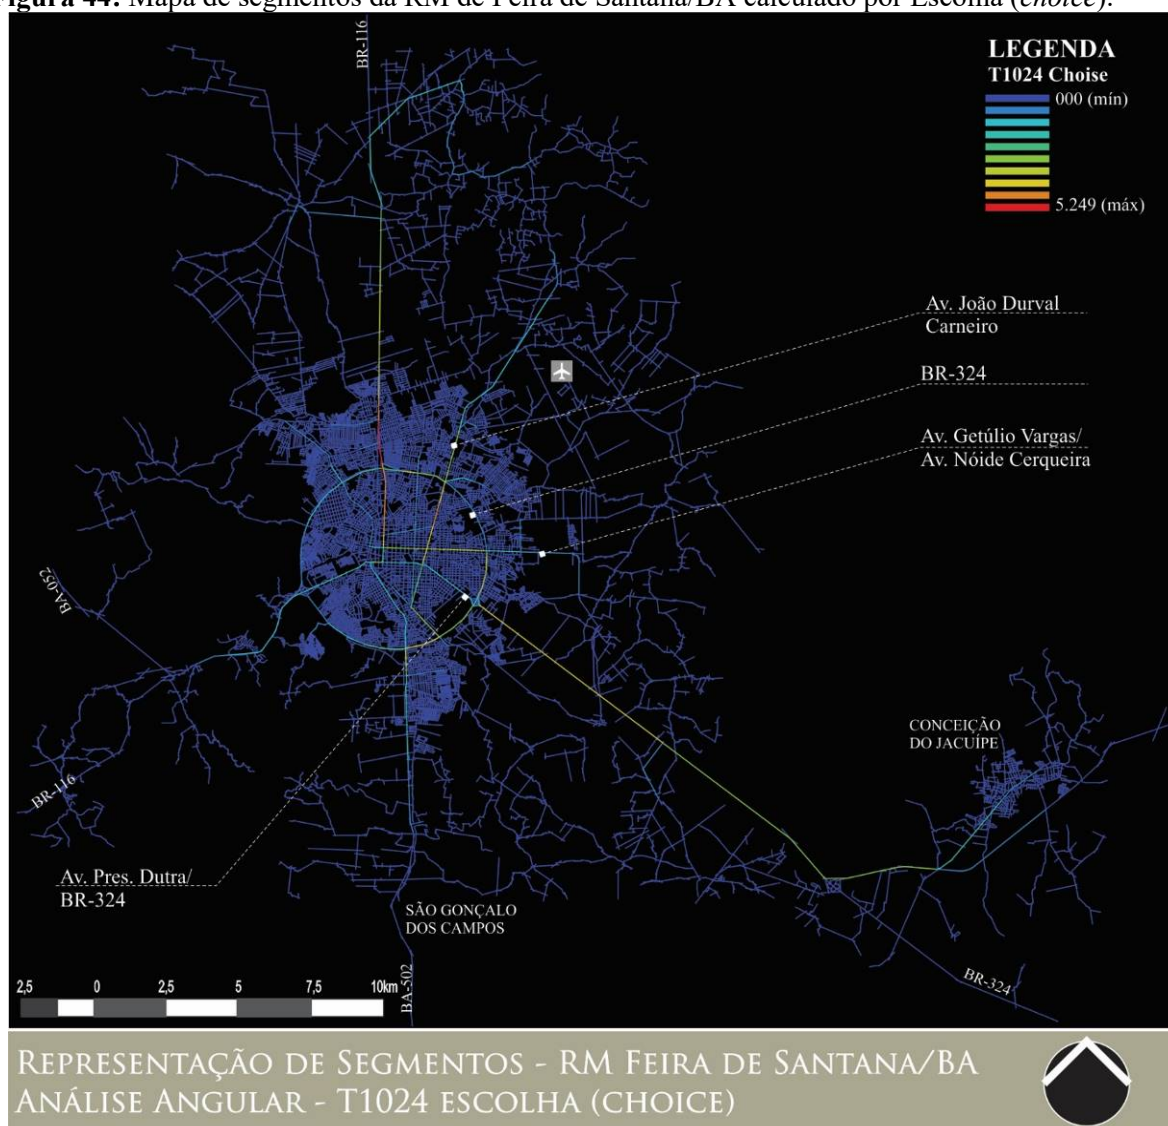 Figura 44: Mapa de segmentos da RM de Feira de Santana/BA calculado por Escolha (choice).
BR-116
LEGENDA
T1024 Choise
000 (mín)
5.249 (máx)
Av. João Durval
Carneiro
BR-324
Av. Getúlio Vargas/
Av. Nóide Cerqueira
BA-052
BR-116
CONCEIÇÃO
DO JACUÍPE
Av. Pres. Dutra/
BR-324
SÃO GONÇALO
DOS CAMPOS
BA-502
BR-324
2,5 0 2,5 5 7,5 10km
REPRESENTAÇÃO DE SEGMENTOS - RM FEIRA DE SANTANA/BA
ANÁLISE ANGULAR - T1024 ESCOLHA (CHOICE)